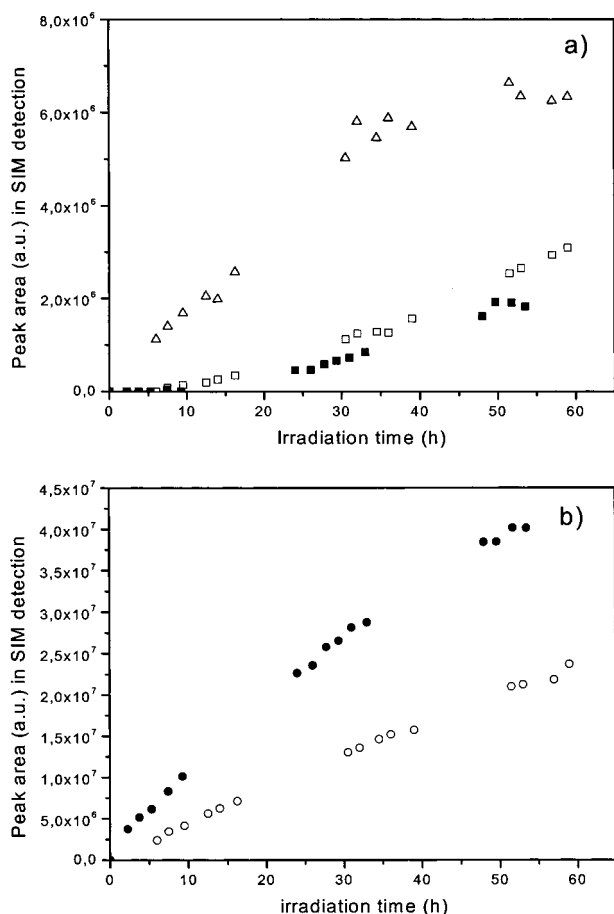 a)
8,0x10⁶
6,0x10⁶
4,0x10⁶
2,0x10⁶
0,0
Peak area (a.u.) in SIM detection
0 10 20 30 40 50 60
Irradiation time (h)
b)
4,5x10⁷
4,0x10⁷
3,5x10⁷
3,0x10⁷
2,5x10⁷
2,0x10⁷
1,5x10⁷
1,0x10⁷
5,0x10⁶
0,0
Peak area (a.u.) in SIM detection
0 10 20 30 40 50 60
irradiation time (h)